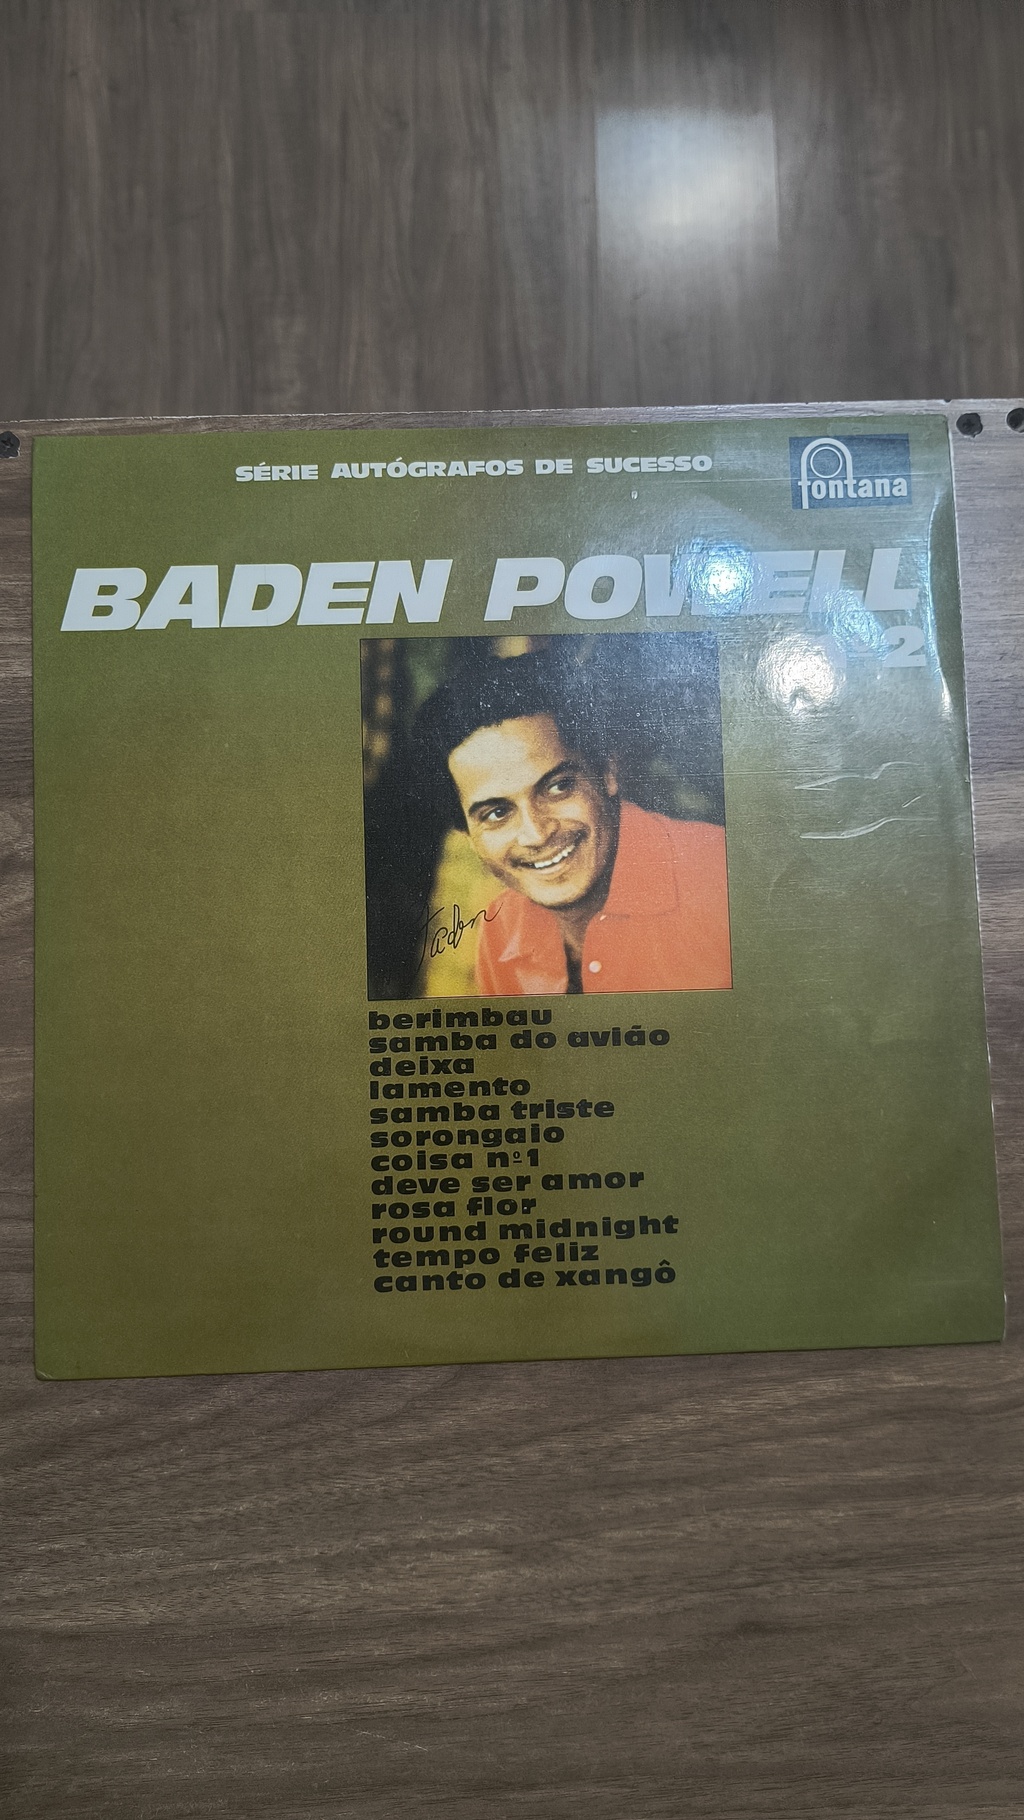 SÉRIE AUTÓGRAFOS DE SUCESSO
fontana
BADEN POWELL
nº 2
Baden
berimbau
samba do avião
deixa
lamento
samba triste
sorongaio
coisa nº1
deve ser amor
rosa flor
round midnight
tempo feliz
canto de xangô